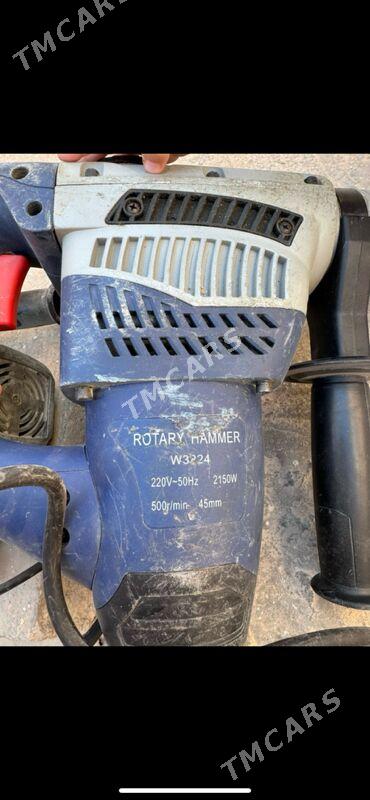 TMCARS
ROTARY HAMMER
W3224
220V~50Hz 2150W
500r/min 45mm
TMCARS
TMCARS